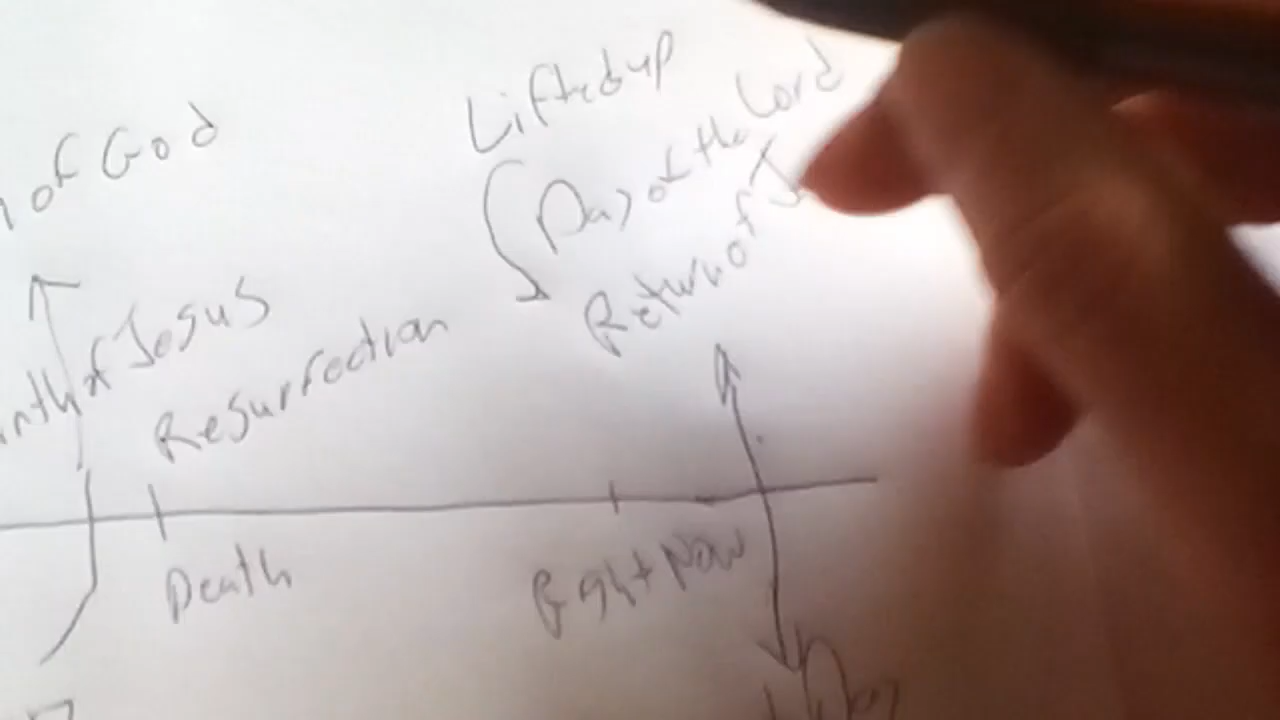 of God
Lifted up
Day of the Lord
Return of J
of Jesus
Resurrection
Death
Right Now